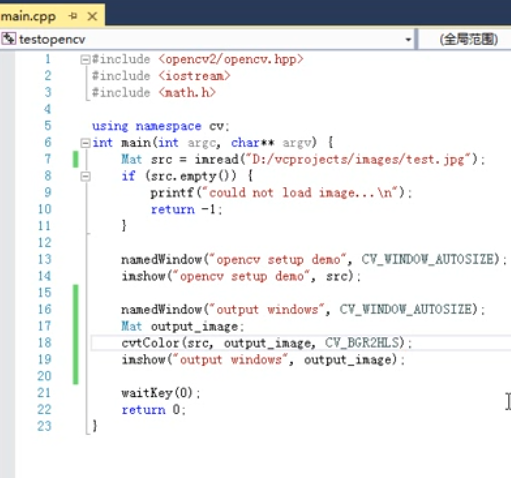 main.cpp
testopencv (全局范围)
1 #include <opencv2/opencv.hpp>
2 #include <iostream>
3 #include <math.h>
4
5 using namespace cv;
6 int main(int argc, char** argv) {
7 Mat src = imread("D:/vcprojects/images/test.jpg");
8 if (src.empty()) {
9 printf("could not load image...\n");
10 return -1;
11 }
12
13 namedWindow("opencv setup demo", CV_WINDOW_AUTOSIZE);
14 imshow("opencv setup demo", src);
15
16 namedWindow("output windows", CV_WINDOW_AUTOSIZE);
17 Mat output_image;
18 cvtColor(src, output_image, CV_BGR2HLS);
19 imshow("output windows", output_image);
20
21 waitKey(0);
22 return 0;
23 }